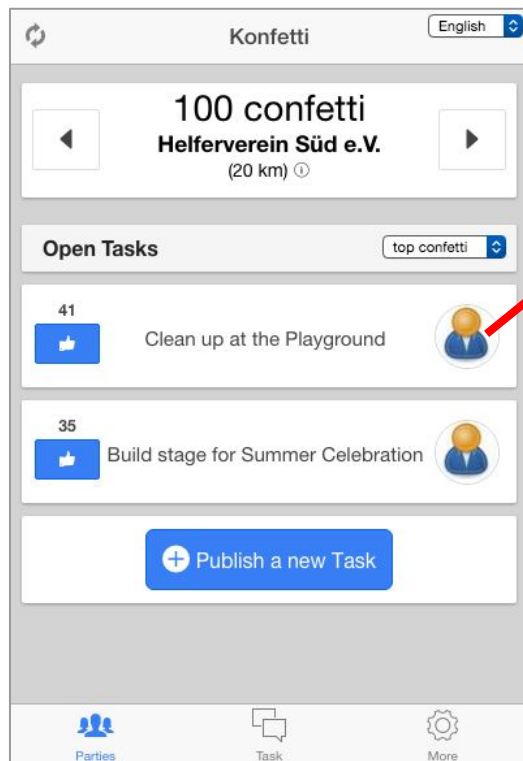 Konfetti
English
100 confetti
Helferverein Süd e.V.
(20 km) ⓘ
Open Tasks
top confetti
41
Clean up at the Playground
35
Build stage for Summer Celebration
Publish a new Task
Parties
Task
More